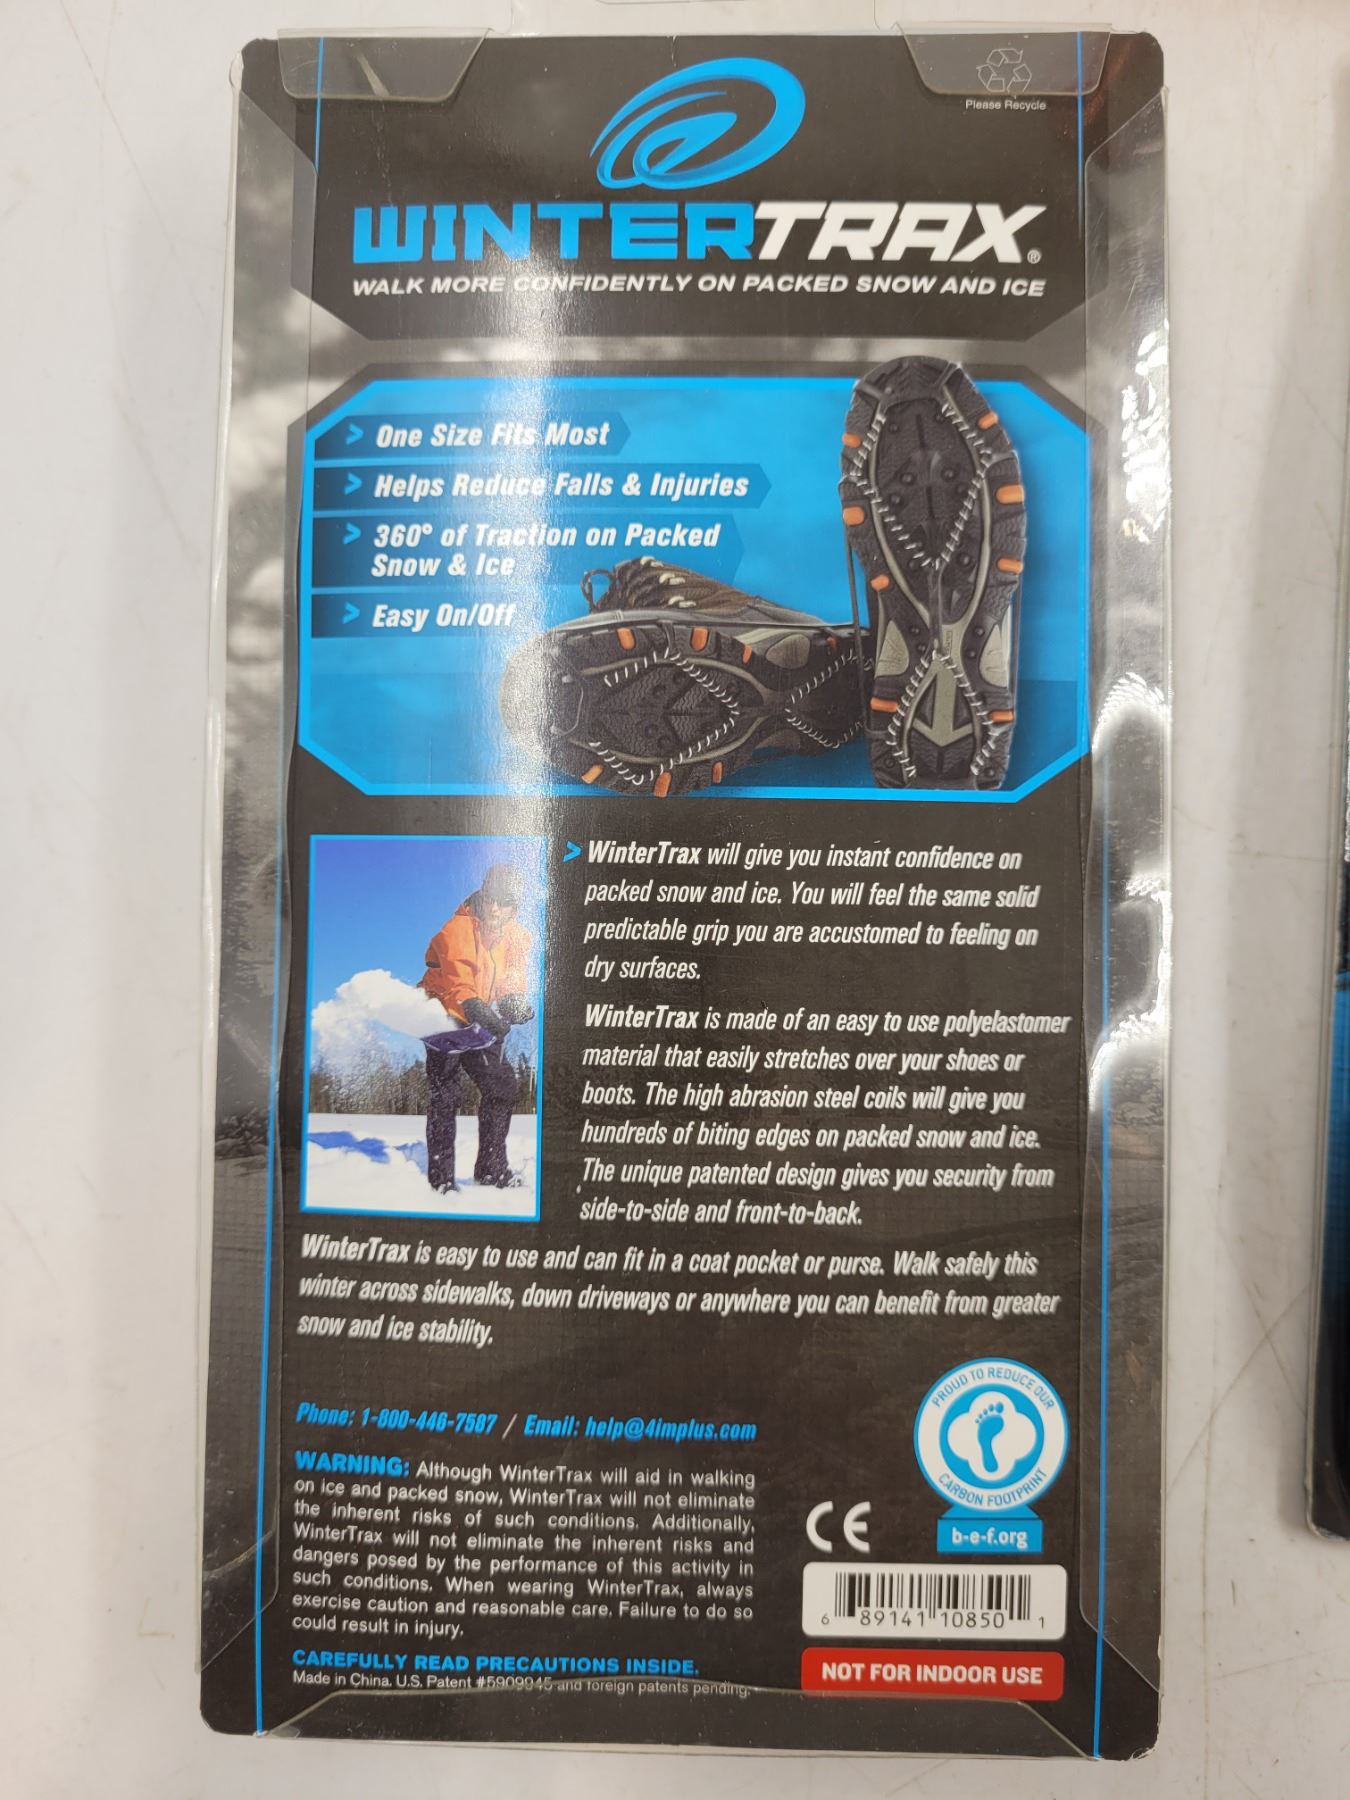 Please Recycle
WINTERTRAX®
WALK MORE CONFIDENTLY ON PACKED SNOW AND ICE
> One Size Fits Most
> Helps Reduce Falls & Injuries
> 360° of Traction on Packed
Snow & Ice
> Easy On/Off
> WinterTrax will give you instant confidence on
packed snow and ice. You will feel the same solid
predictable grip you are accustomed to feeling on
dry surfaces.
WinterTrax is made of an easy to use polyelastomer
material that easily stretches over your shoes or
boots. The high abrasion steel coils will give you
hundreds of biting edges on packed snow and ice.
The unique patented design gives you security from
side-to-side and front-to-back.
WinterTrax is easy to use and can fit in a coat pocket or purse. Walk safely this
winter across sidewalks, down driveways or anywhere you can benefit from greater
snow and ice stability.
Phone: 1-800-446-7587 / Email: help@4implus.com
WARNING: Although WinterTrax will aid in walking
on ice and packed snow, WinterTrax will not eliminate
the inherent risks of such conditions. Additionally,
WinterTrax will not eliminate the inherent risks and
dangers posed by the performance of this activity in
such conditions. When wearing WinterTrax, always
exercise caution and reasonable care. Failure to do so
could result in injury.
CAREFULLY READ PRECAUTIONS INSIDE.
Made in China. U.S. Patent #5909945 and foreign patents pending.
PROUD TO REDUCE OUR
CARBON FOOTPRINT
b-e-f.org
CE
6 89141 10850 1
NOT FOR INDOOR USE